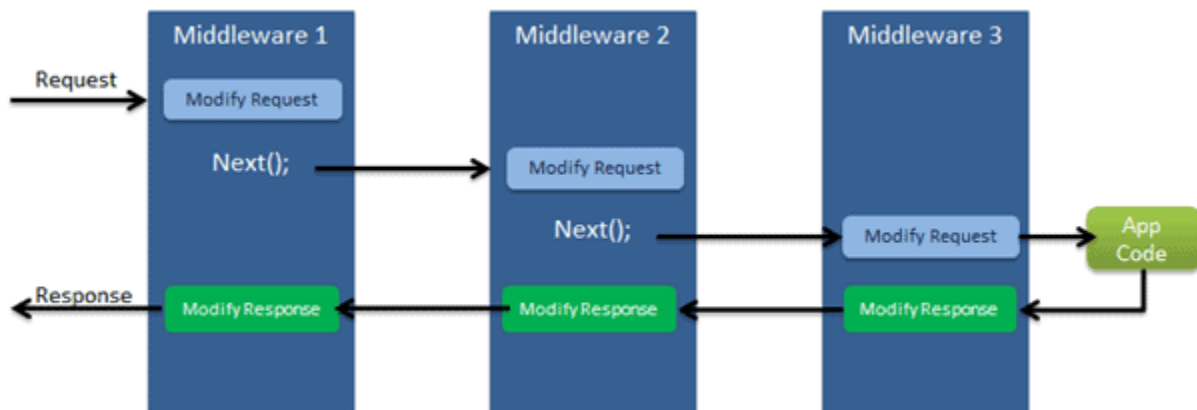 Middleware 1
Middleware 2
Middleware 3
Request
Modify Request
Next();
Modify Request
Next();
Modify Request
App
Code
Response
Modify Response
Modify Response
Modify Response